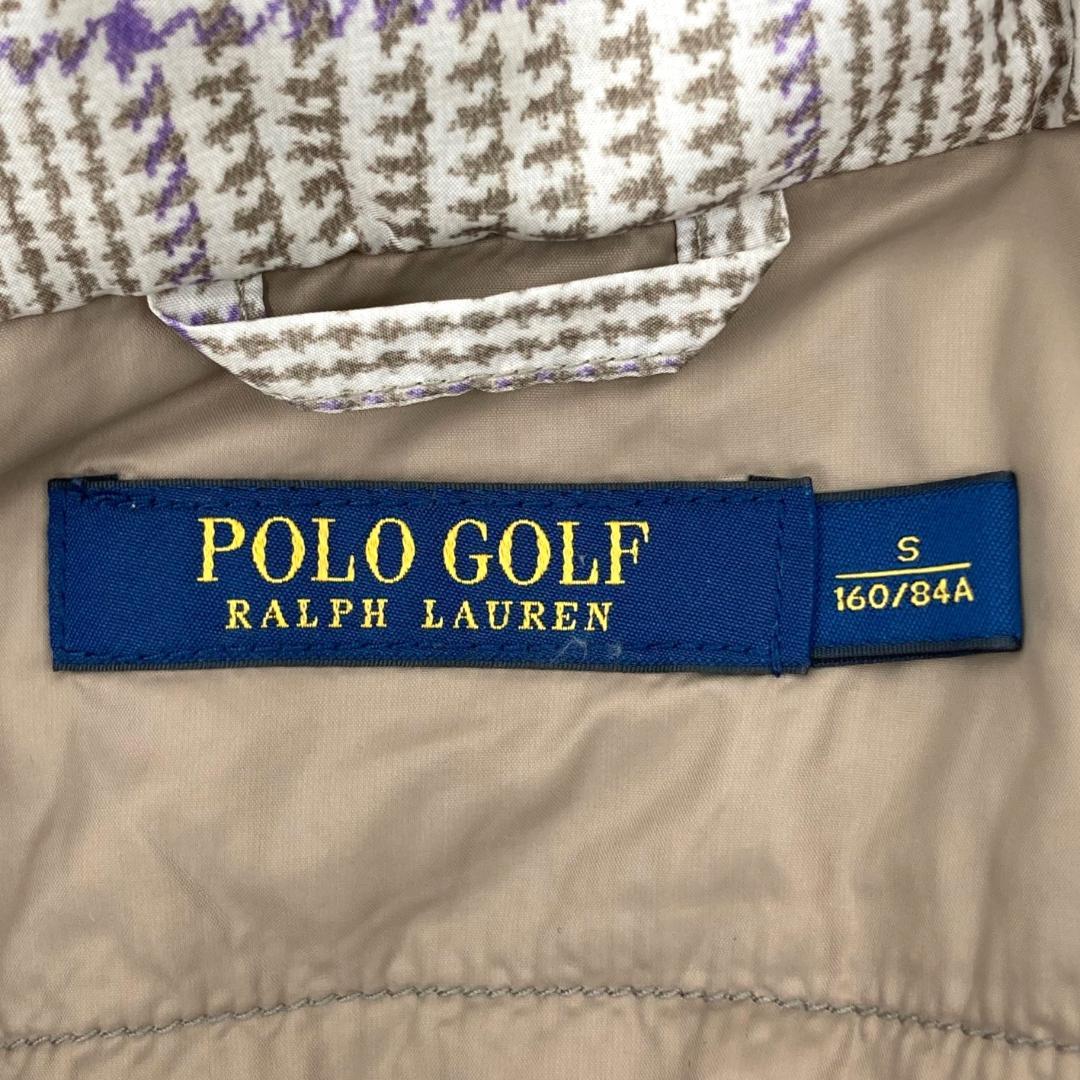 POLO GOLF
RALPH LAUREN
S
160/84A